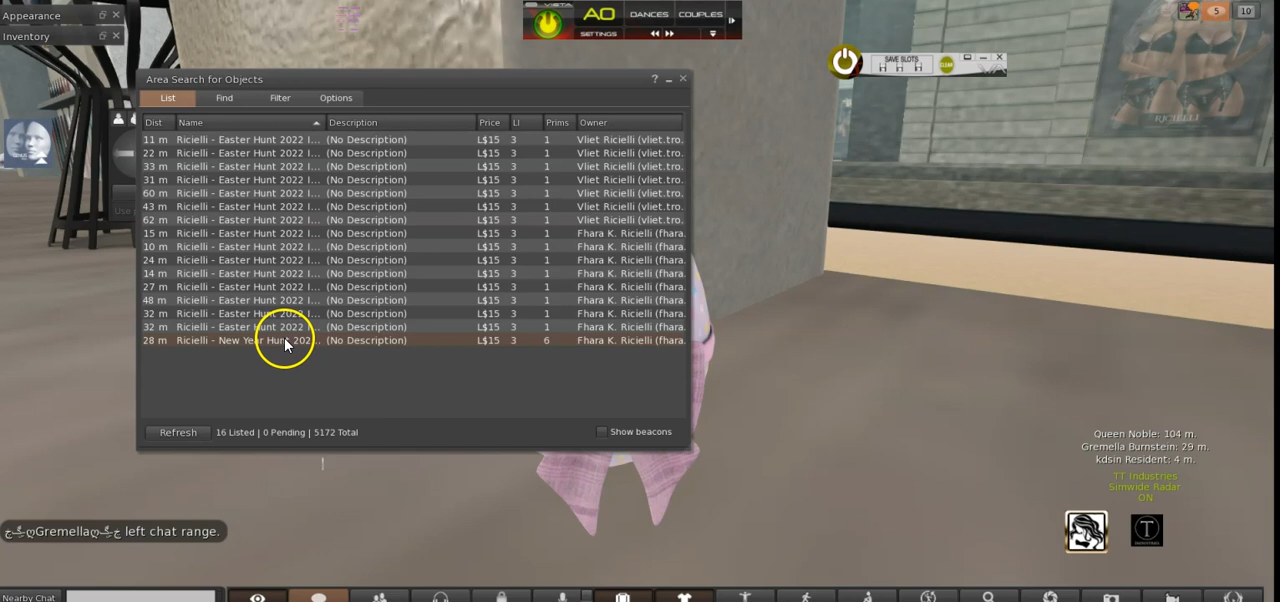 Appearance
Inventory
VISTA
AO DANCES COUPLES
SETTINGS
5 10
SAVE SLOTS
CLEAR
RICIELLI
Area Search for Objects
List Find Filter Options
Dist Name Description Price LI Prims Owner
11 m Ricielli - Easter Hunt 2022 I... (No Description) L$15 3 1 Vliet Ricielli (vliet.tro.
22 m Ricielli - Easter Hunt 2022 I... (No Description) L$15 3 1 Vliet Ricielli (vliet.tro.
33 m Ricielli - Easter Hunt 2022 I... (No Description) L$15 3 1 Vliet Ricielli (vliet.tro.
31 m Ricielli - Easter Hunt 2022 I... (No Description) L$15 3 1 Vliet Ricielli (vliet.tro.
60 m Ricielli - Easter Hunt 2022 I... (No Description) L$15 3 1 Vliet Ricielli (vliet.tro.
43 m Ricielli - Easter Hunt 2022 I... (No Description) L$15 3 1 Vliet Ricielli (vliet.tro.
62 m Ricielli - Easter Hunt 2022 I... (No Description) L$15 3 1 Vliet Ricielli (vliet.tro.
15 m Ricielli - Easter Hunt 2022 I... (No Description) L$15 3 1 Fhara K. Ricielli (fhara.
10 m Ricielli - Easter Hunt 2022 I... (No Description) L$15 3 1 Fhara K. Ricielli (fhara.
24 m Ricielli - Easter Hunt 2022 I... (No Description) L$15 3 1 Fhara K. Ricielli (fhara.
14 m Ricielli - Easter Hunt 2022 I... (No Description) L$15 3 1 Fhara K. Ricielli (fhara.
27 m Ricielli - Easter Hunt 2022 I... (No Description) L$15 3 1 Fhara K. Ricielli (fhara.
48 m Ricielli - Easter Hunt 2022 I... (No Description) L$15 3 1 Fhara K. Ricielli (fhara.
32 m Ricielli - Easter Hunt 2022 I... (No Description) L$15 3 1 Fhara K. Ricielli (fhara.
32 m Ricielli - Easter Hunt 2022 I... (No Description) L$15 3 1 Fhara K. Ricielli (fhara.
28 m Ricielli - New Year Hunt 202... (No Description) L$15 3 6 Fhara K. Ricielli (fhara.
Refresh 16 Listed | 0 Pending | 5172 Total Show beacons
Queen Noble: 104 m.
Gremella Burnstein: 29 m.
kdsin Resident: 4 m.
TT Industries
Simwide Radar
ON
left chat range.
Nearby Chat